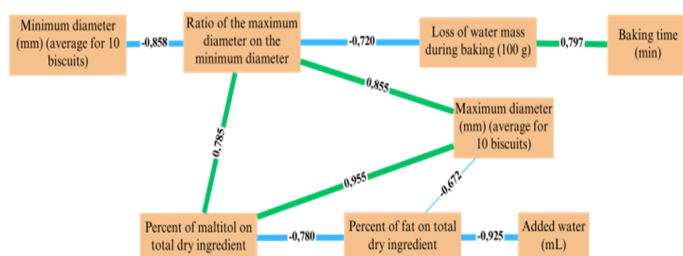 Minimum diameter
(mm) (average for 10
biscuits)
-0,858
Ratio of the maximum
diameter on the
minimum diameter
-0,720
Loss of water mass
during baking (100 g)
0,797
Baking time
(min)
0,855
0,785
Maximum diameter
(mm) (average for
10 biscuits)
0,955
-0,672
Percent of maltitol on
total dry ingredient
-0,780
Percent of fat on total
dry ingredient
-0,925
Added water
(mL)